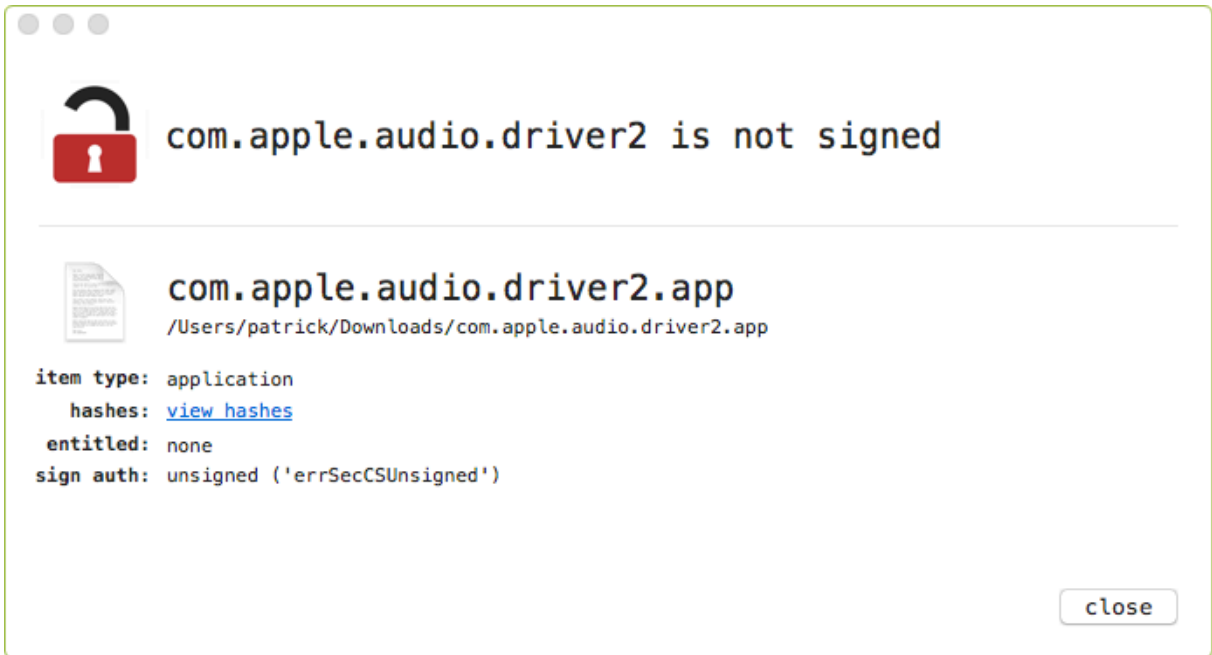 com.apple.audio.driver2 is not signed
com.apple.audio.driver2.app
/Users/patrick/Downloads/com.apple.audio.driver2.app
item type: application
hashes: view hashes
entitled: none
sign auth: unsigned ('errSecCSUnsigned')
close